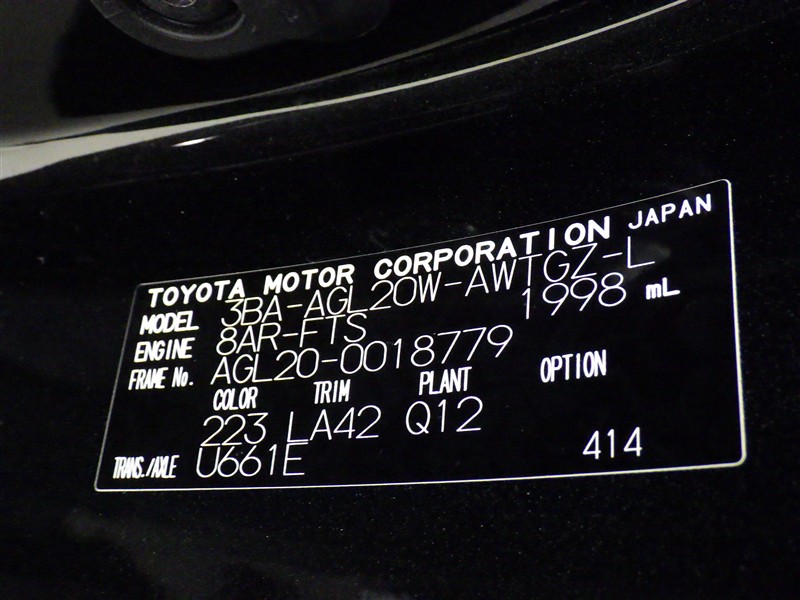 TOYOTA MOTOR CORPORATION JAPAN
MODEL 3BA-AGL20W-AWTGZ-L
ENGINE 8AR-FTS 1998 mL
FRAME No. AGL20-0018779
COLOR TRIM PLANT OPTION
223 LA42 Q12
TRANS./AXLE U661E 414